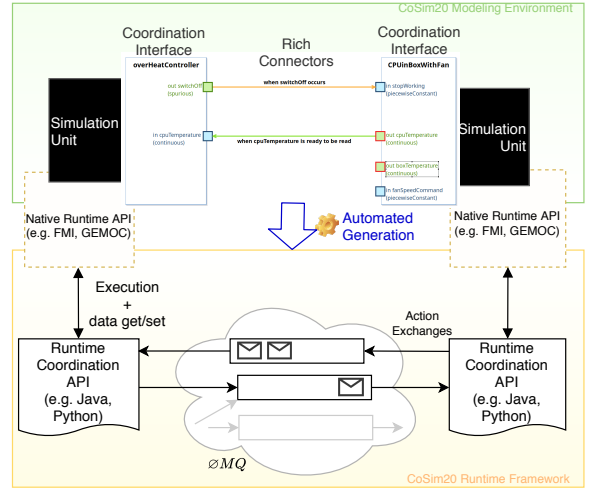 CoSim20 Modeling Environment
Coordination
Interface
Rich
Connectors
Coordination
Interface
overHeatController
CPUinBoxWithFan
when switchOff occurs
out switchOff
(spurious)
in stopWorking
(piecewiseConstant)
Simulation
Unit
in cpuTemperature
(continuous)
when cpuTemperature is ready to be read
out cpuTemperature
(continuous)
Simulation
Unit
out boxTemperature
(continuous)
in fanSpeedCommand
(piecewiseConstant)
Native Runtime API
(e.g. FMI, GEMOC)
Automated
Generation
Native Runtime API
(e.g. FMI, GEMOC)
Execution
+
data get/set
Action
Exchanges
Runtime
Coordination
API
(e.g. Java,
Python)
Runtime
Coordination
API
(e.g. Java,
Python)
∅MQ
CoSim20 Runtime Framework